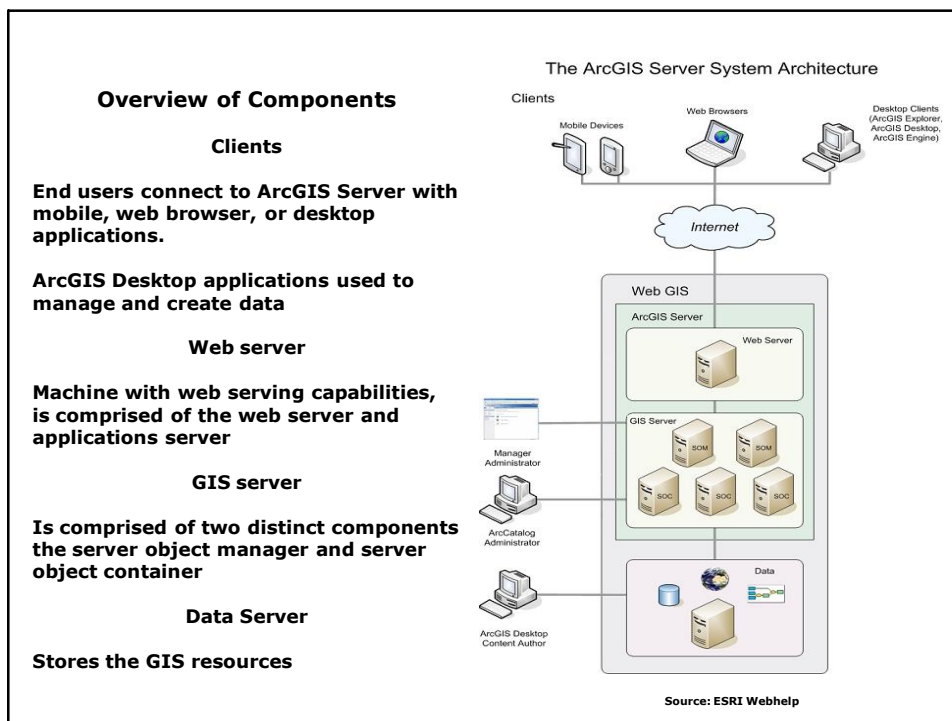 Overview of Components
Clients
End users connect to ArcGIS Server with
mobile, web browser, or desktop
applications.
ArcGIS Desktop applications used to
manage and create data
Web server
Machine with web serving capabilities,
is comprised of the web server and
applications server
GIS server
Is comprised of two distinct components
the server object manager and server
object container
Data Server
Stores the GIS resources
The ArcGIS Server System Architecture
Clients
Mobile Devices
Web Browsers
Desktop Clients
(ArcGIS Explorer,
ArcGIS Desktop,
ArcGIS Engine)
Internet
Web GIS
ArcGIS Server
Web Server
GIS Server
SOM
SOM
SOC
SOC
SOC
Manager
Administrator
ArcCatalog
Administrator
Data
ArcGIS Desktop
Content Author
Source: ESRI Webhelp